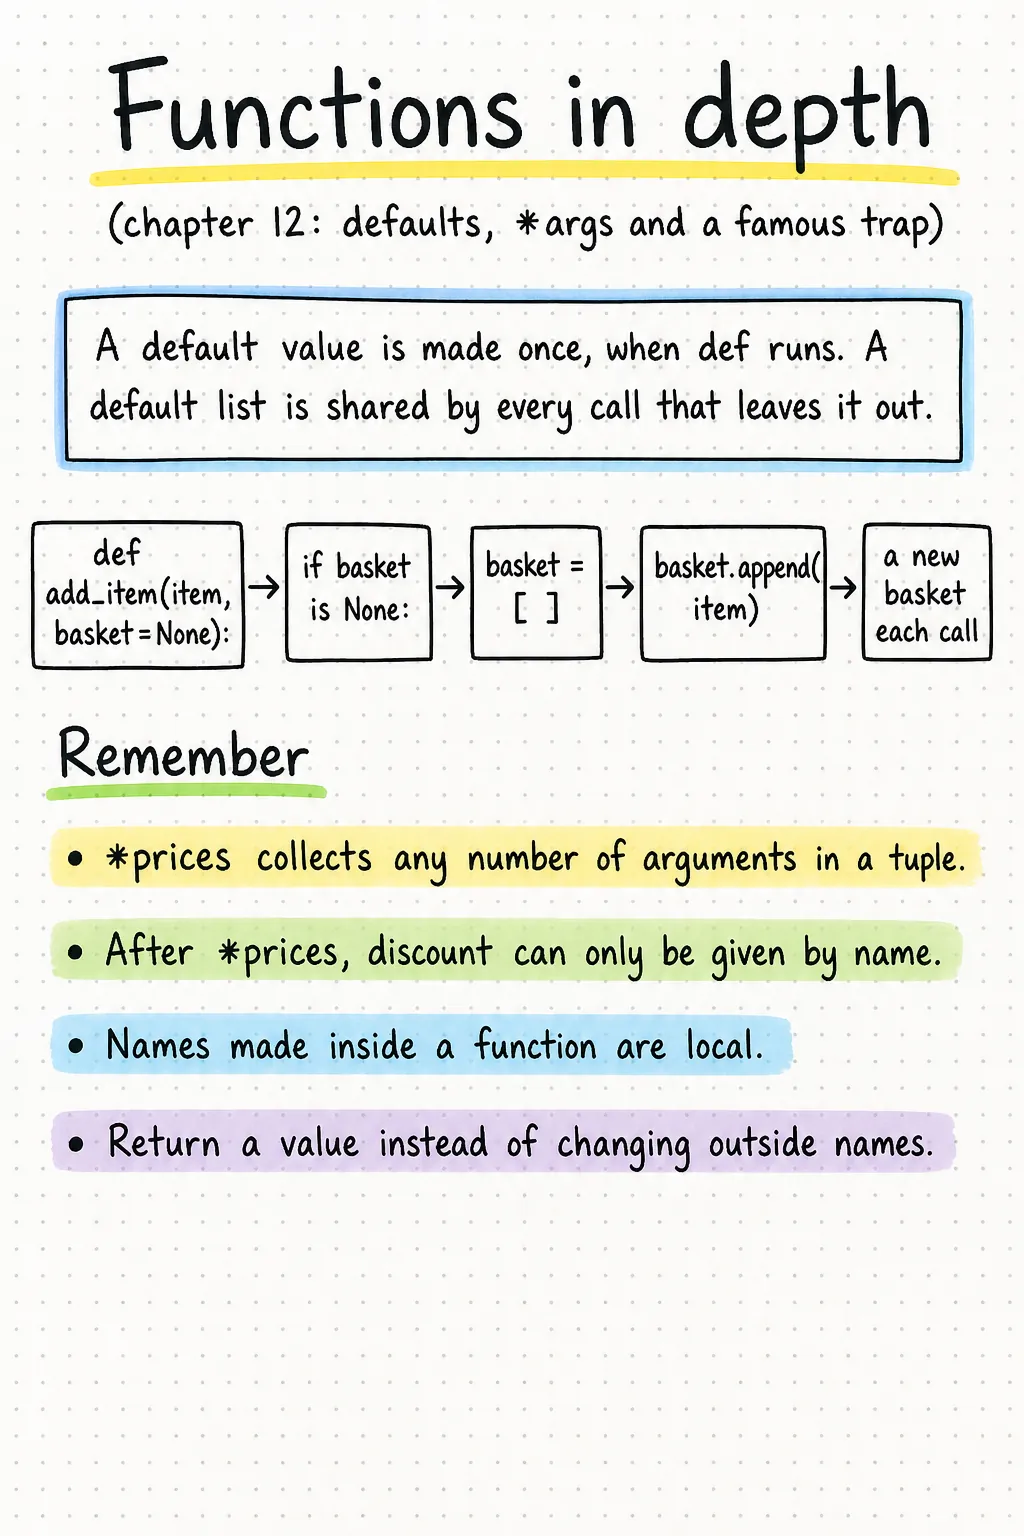 Functions in depth
(chapter 12: defaults, *args and a famous trap)
A default value is made once, when def runs. A
default list is shared by every call that leaves it out.
def
add_item(item,
basket=None):
→
if basket
is None:
→
basket =
[ ]
→
basket.append(
item)
→
a new
basket
each call
Remember
• *prices collects any number of arguments in a tuple.
• After *prices, discount can only be given by name.
• Names made inside a function are local.
• Return a value instead of changing outside names.